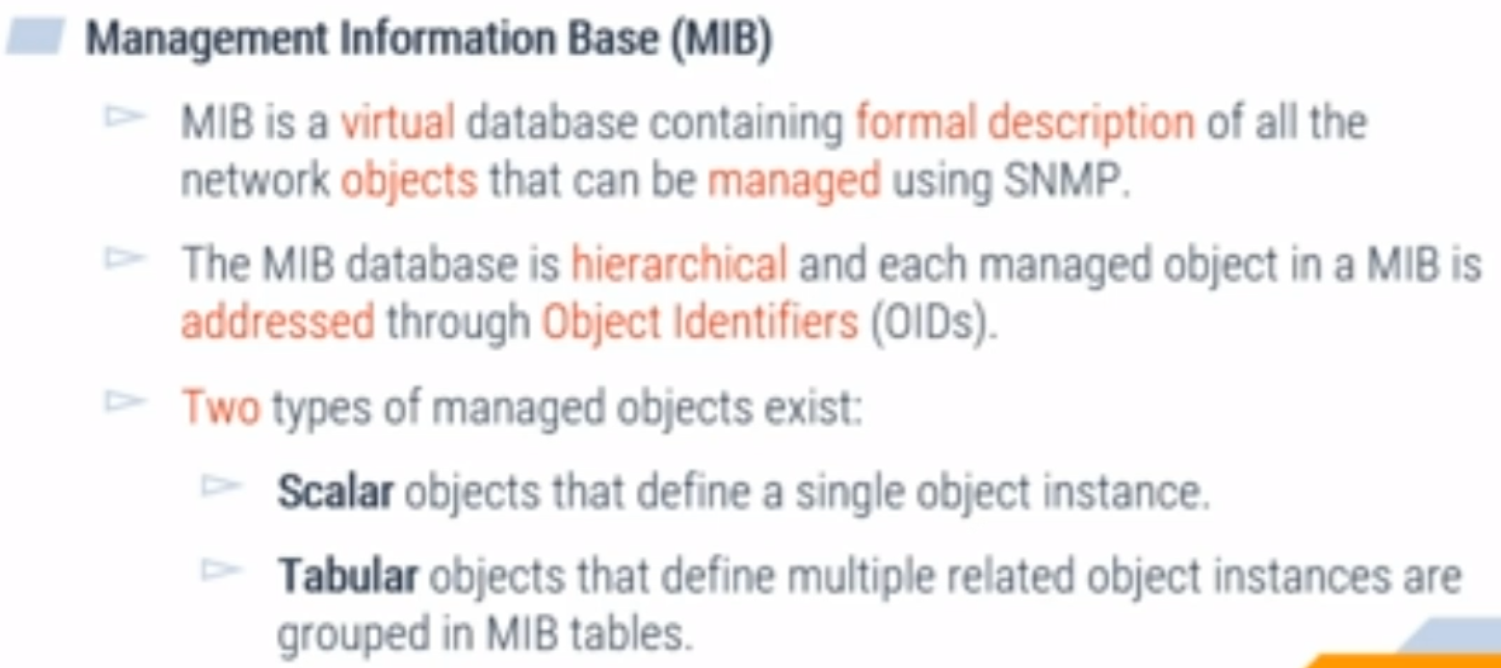 Management Information Base (MIB)
MIB is a virtual database containing formal description of all the
network objects that can be managed using SNMP.
The MIB database is hierarchical and each managed object in a MIB is
addressed through Object Identifiers (OIDs).
Two types of managed objects exist:
Scalar objects that define a single object instance.
Tabular objects that define multiple related object instances are
grouped in MIB tables.